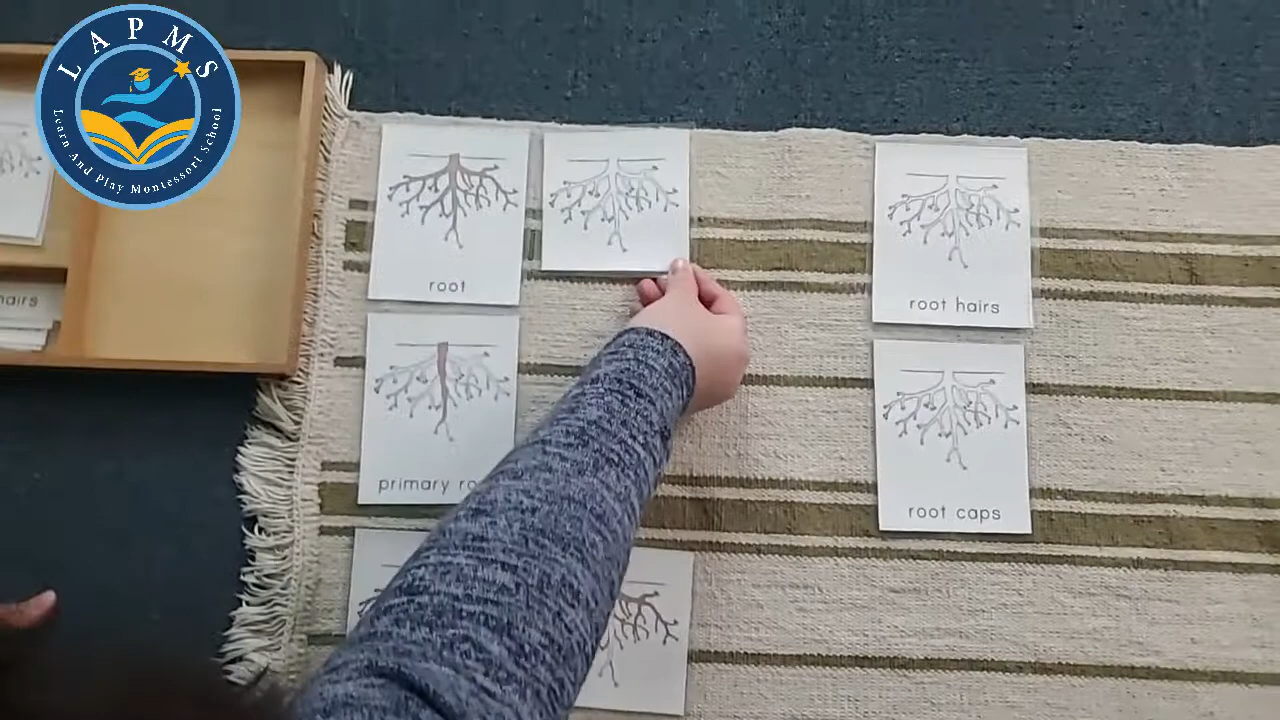 LAPMS
Learn And Play Montessori School
root
root hairs
hairs
primary
root caps